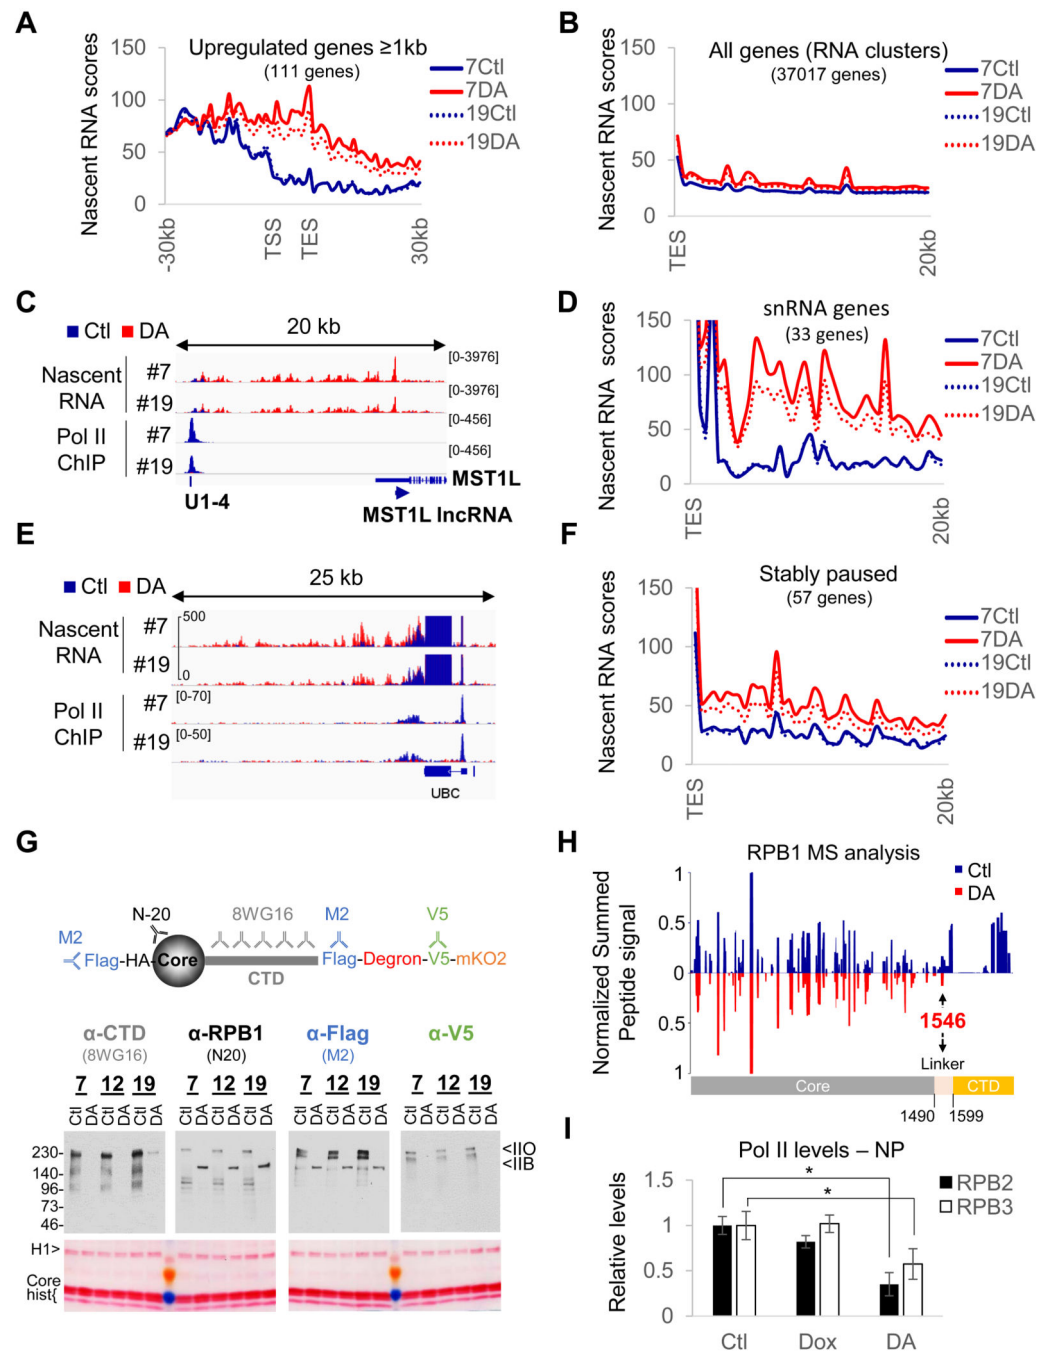 A
Upregulated genes ≥1kb
(111 genes)
Nascent RNA scores
150
100
50
0
-30kb
TSS
TES
30kb
7Ctl
7DA
19Ctl
19DA
B
All genes (RNA clusters)
(37017 genes)
Nascent RNA scores
150
100
50
0
TES
20kb
7Ctl
7DA
19Ctl
19DA
C
Ctl DA
20 kb
Nascent RNA
#7
[0-3976]
#19
[0-3976]
Pol II ChIP
#7
[0-456]
#19
[0-456]
U1-4
MST1L
MST1L lncRNA
D
snRNA genes
(33 genes)
Nascent RNA scores
150
100
50
0
TES
20kb
7Ctl
7DA
19Ctl
19DA
E
Ctl DA
25 kb
Nascent RNA
#7
500
#19
0
Pol II ChIP
#7
[0-70]
#19
[0-50]
UBC
F
Stably paused
(57 genes)
Nascent RNA scores
150
100
50
0
TES
20kb
7Ctl
7DA
19Ctl
19DA
G
N-20 8WG16 M2 V5
M2
Flag-HA-Core
CTD
Flag-Degron-V5-mKO2
α-CTD α-RPB1 α-Flag α-V5
(8WG16) (N20) (M2)
7 12 19 7 12 19 7 12 19 7 12 19
Ctl DA Ctl DA Ctl DA Ctl DA Ctl DA Ctl DA Ctl DA Ctl DA Ctl DA Ctl DA Ctl DA Ctl DA
230-
140-
96-
73-
46-
<IIO
<IIB
H1>
Core
hist{
H
RPB1 MS analysis
Normalized Summed
Peptide signal
1
0.5
0
0.5
1
Ctl
DA
1546
Linker
Core CTD
1490 1599
I
Pol II levels – NP
Relative levels
1.5
1
0.5
0
*
*
RPB2
RPB3
Ctl Dox DA